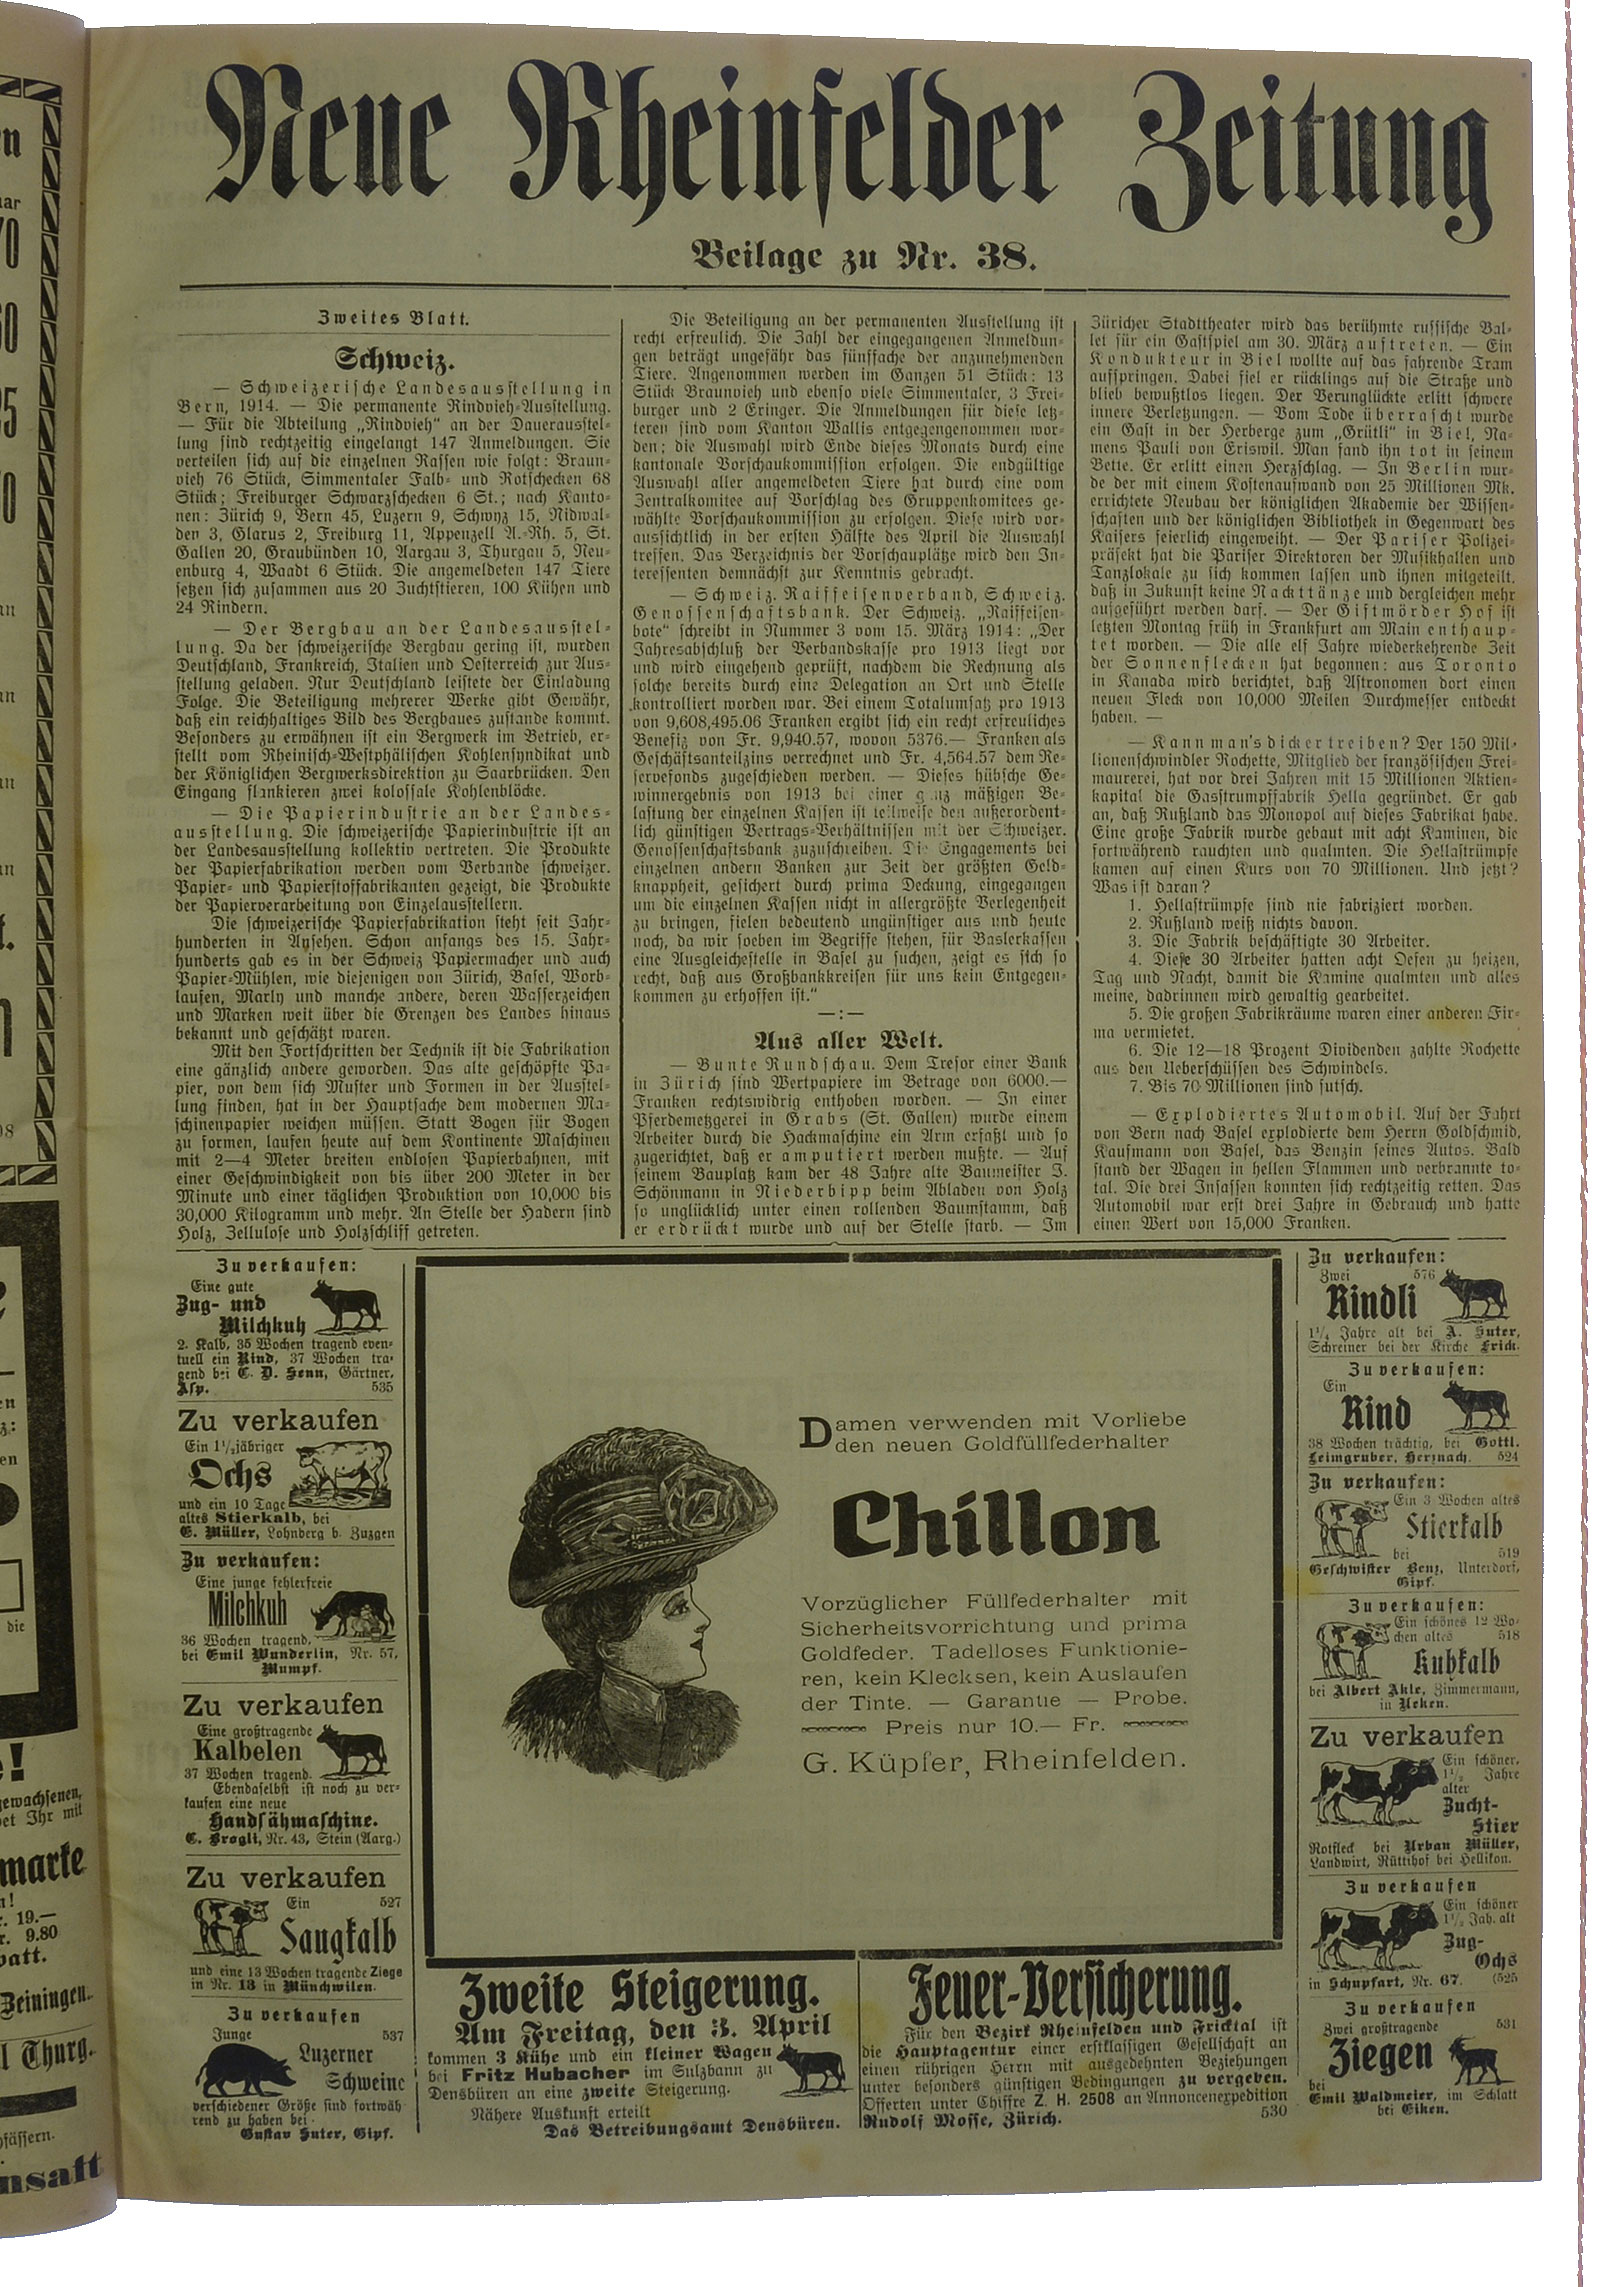 Neue Rheinfelder Zeitung
Beilage zu Nr. 38.
Zweites Blatt.
Schweiz.
— Schweizerische Landesausstellung in
Bern, 1914. — Die permanente Rindvieh-Ausstellung.
— Für die Abteilung „Rindvieh“ an der Dauerausstel-
lung sind rechtzeitig eingelangt 147 Anmeldungen. Sie
verteilen sich auf die einzelnen Rassen wie folgt: Braun-
vieh 76 Stück, Simmentaler Falb- und Rotschecken 68
Stück; Freiburger Schwarzschecken 6 St.; nach Kanto-
nen: Zürich 9, Bern 45, Luzern 9, Schwyz 15, Nidwal-
den 3, Glarus 2, Freiburg 11, Appenzell A.-Rh. 5, St.
Gallen 20, Graubünden 10, Aargau 3, Thurgau 5, Neu-
enburg 4, Waadt 6 Stück. Die angemeldeten 147 Tiere
setzen sich zusammen aus 20 Zuchtstieren, 100 Kühen und
24 Rindern.
— Der Bergbau an der Landesausstel-
lung. Da der schweizerische Bergbau gering ist, wurden
Deutschland, Frankreich, Italien und Oesterreich zur Aus-
stellung geladen. Nur Deutschland leistete der Einladung
Folge. Die Beteiligung mehrerer Werke gibt Gewähr,
daß ein reichhaltiges Bild des Bergbaues zustande kommt.
Besonders zu erwähnen ist ein Bergwerk im Betrieb, er-
stellt vom Rheinisch-Westphälischen Kohlensyndikat und
der Königlichen Bergwerksdirektion zu Saarbrücken. Den
Eingang flankieren zwei kolossale Kohlenblöcke.
— Die Papierindustrie an der Landes-
ausstellung. Die schweizerische Papierindustrie ist an
der Landesausstellung kollektiv vertreten. Die Produkte
der Papierfabrikation werden vom Verbande schweizer.
Papier- und Papierstoffabrikanten gezeigt, die Produkte
der Papierverarbeitung von Einzelausstellern.
Die schweizerische Papierfabrikation steht seit Jahr-
hunderten in Ansehen. Schon anfangs des 15. Jahr-
hunderts gab es in der Schweiz Papiermacher und auch
Papier-Mühlen, wie diejenigen von Zürich, Basel, Worb-
laufen, Marly und manche andere, deren Wasserzeichen
und Marken weit über die Grenzen des Landes hinaus
bekannt und geschätzt waren.
Mit den Fortschritten der Technik ist die Fabrikation
eine gänzlich andere geworden. Das alte geschöpfte Pa-
pier, von dem sich Muster und Formen in der Ausstel-
lung finden, hat in der Hauptsache dem modernen Ma-
schinenpapier weichen müssen. Statt Bogen für Bogen
zu formen, laufen heute auf dem Kontinente Maschinen
mit 2—4 Meter breiten endlosen Papierbahnen, mit
einer Geschwindigkeit von bis über 200 Meter in der
Minute und einer täglichen Produktion von 10,000 bis
30,000 Kilogramm und mehr. An Stelle der Hadern sind
Holz, Zellulose und Holzschliff getreten.
Die Beteiligung an der permanenten Ausstellung ist
recht erfreulich. Die Zahl der eingegangenen Anmeldun-
gen beträgt ungefähr das fünffache der anzunehmenden
Tiere. Angenommen werden im Ganzen 51 Stück: 13
Stück Braunvieh und ebenso viele Simmentaler, 3 Frei-
burger und 2 Eringer. Die Anmeldungen für diese letz-
teren sind vom Kanton Wallis entgegengenommen wor-
den; die Auswahl wird Ende dieses Monats durch eine
kantonale Vorschaukommission erfolgen. Die endgültige
Auswahl aller angemeldeten Tiere hat durch eine vom
Zentralkomitee auf Vorschlag des Gruppenkomitees ge-
wählte Vorschaukommission zu erfolgen. Diese wird vor-
aussichtlich in der ersten Hälfte des April die Auswahl
treffen. Das Verzeichnis der Vorschauplätze wird den In-
teressenten demnächst zur Kenntnis gebracht.
— Schweiz. Raiffeisenverband, Schweiz.
Genossenschaftsbank. Der Schweiz. „Raiffeisen-
bote“ schreibt in Nummer 3 vom 15. März 1914: „Der
Jahresabschluß der Verbandskasse pro 1913 liegt vor
und wird eingehend geprüft, nachdem die Rechnung als
solche bereits durch eine Delegation an Ort und Stelle
kontrolliert worden war. Bei einem Totalumsatz pro 1913
von 9,608,495.06 Franken ergibt sich ein recht erfreuliches
Benefiz von Fr. 9,940.57, wovon 5376.— Franken als
Geschäftsanteilzins verrechnet und Fr. 4,564.57 dem Re-
servefonds zugeschieden werden. — Dieses hübsche Ge-
winnergebnis von 1913 bei einer ganz mäßigen Be-
lastung der einzelnen Kassen ist teilweise den außerordent-
lich günstigen Vertrags-Verhältnissen mit der Schweizer.
Genossenschaftsbank zuzuschreiben. Die Engagements bei
einzelnen andern Banken zur Zeit der größten Geld-
knappheit, gesichert durch prima Deckung, eingegangen
um die einzelnen Kassen nicht in allergrößte Verlegenheit
zu bringen, fielen bedeutend ungünstiger aus und heute
noch, da wir soeben im Begriffe stehen, für Baslerkassen
eine Ausgleichestelle in Basel zu suchen, zeigt es sich so
recht, daß aus Großbankkreisen für uns kein Entgegen-
kommen zu erhoffen ist.“
—:—
Aus aller Welt.
— Bunte Rundschau. Dem Tresor einer Bank
in Zürich sind Wertpapiere im Betrage von 6000.—
Franken rechtswidrig enthoben worden. — In einer
Pferdemetzgerei in Grabs (St. Gallen) wurde einem
Arbeiter durch die Hackmaschine ein Arm erfaßt und so
zugerichtet, daß er amputiert werden mußte. — Auf
seinem Bauplatz kam der 48 Jahre alte Baumeister J.
Schönmann in Niederbipp beim Abladen von Holz
so unglücklich unter einen rollenden Baumstamm, daß
er erdrückt wurde und auf der Stelle starb. — Im
Züricher Stadttheater wird das berühmte russische Bal-
let für ein Gastspiel am 30. März auftreten. — Ein
Kondukteur in Biel wollte auf das fahrende Tram
aufspringen. Dabei fiel er rücklings auf die Straße und
blieb bewußtlos liegen. Der Verunglückte erlitt schwere
innere Verletzungen. — Vom Tode überrascht wurde
ein Gast in der Herberge zum „Grütli“ in Biel, Na-
mens Pauli von Eriswil. Man fand ihn tot in seinem
Bette. Er erlitt einen Herzschlag. — In Berlin wur-
de der mit einem Kostenaufwand von 25 Millionen Mk.
errichtete Neubau der königlichen Akademie der Wissen-
schaften und der königlichen Bibliothek in Gegenwart des
Kaisers feierlich eingeweiht. — Der Pariser Polizei-
präfekt hat die Pariser Direktoren der Musikhallen und
Tanzlokale zu sich kommen lassen und ihnen mitgeteilt,
daß in Zukunft keine Nackttänze und dergleichen mehr
aufgeführt werden darf. — Der Giftmörder Hof ist
letzten Montag früh in Frankfurt am Main enthaup-
tet worden. — Die alle elf Jahre wiederkehrende Zeit
der Sonnenflecken hat begonnen: aus Toronto
in Kanada wird berichtet, daß Astronomen dort einen
neuen Fleck von 10,000 Meilen Durchmesser entdeckt
haben. —
— Kann man's dicker treiben? Der 150 Mil-
lionenschwindler Rochette, Mitglied der französischen Frei-
maurerei, hat vor drei Jahren mit 15 Millionen Aktien-
kapital die Gasstrumpffabrik Hella gegründet. Er gab
an, daß Rußland das Monopol auf dieses Fabrikat habe.
Eine große Fabrik wurde gebaut mit acht Kaminen, die
fortwährend rauchten und qualmten. Die Hellastrümpfe
kamen auf einen Kurs von 70 Millionen. Und jetzt?
Was ist daran?
1. Hellastrümpfe sind nie fabriziert worden.
2. Rußland weiß nichts davon.
3. Die Fabrik beschäftigte 30 Arbeiter.
4. Diese 30 Arbeiter hatten acht Oefen zu heizen,
Tag und Nacht, damit die Kamine qualmten und alles
meine, dadrinnen wird gewaltig gearbeitet.
5. Die großen Fabrikräume waren einer anderen Fir-
ma vermietet.
6. Die 12—18 Prozent Dividenden zahlte Rochette
aus den Ueberschüssen des Schwindels.
7. Bis 70 Millionen sind futsch.
— Explodiertes Automobil. Auf der Fahrt
von Bern nach Basel explodierte dem Herrn Goldschmid,
Kaufmann von Basel, das Benzin seines Autos. Bald
stand der Wagen in hellen Flammen und verbrannte to-
tal. Die drei Insassen konnten sich rechtzeitig retten. Das
Automobil war erst drei Jahre in Gebrauch und hatte
einen Wert von 15,000 Franken.
Zu verkaufen:
Eine gute
Zug- und
Milchkuh
2. Kalb, 35 Wochen tragend even-
tuell ein Rind, 37 Wochen tra-
gend bei C. D. Senn, Gärtner,
Asp. 535
Zu verkaufen
Ein 1½jähriger
Ochs
und ein 10 Tage
altes Stierkalb, bei
E. Müller, Lohnberg b. Zuzgen
Zu verkaufen:
Eine junge fehlerfreie
Milchkuh
36 Wochen tragend,
bei Emil Wunderlin, Nr. 57,
Mumpf.
Zu verkaufen
Eine großtragende
Kalbelen
37 Wochen tragend.
Ebendaselbst ist noch zu ver-
kaufen eine neue
Handsähmaschine.
C. Brogli, Nr. 43, Stein (Aarg.)
Zu verkaufen
Ein 527
Saugkalb
und eine 13 Wochen tragende Ziege
in Nr. 13 in Münchwilen.
Zu verkaufen
Junge 537
Luzerner
Schweine
verschiedener Größe sind fortwäh
rend zu haben bei
Gustav Suter, Gipf.
Damen verwenden mit Vorliebe
den neuen Goldfüllfederhalter
Chillon
Vorzüglicher Füllfederhalter mit
Sicherheitsvorrichtung und prima
Goldfeder. Tadelloses Funktionie-
ren, kein Klecksen, kein Auslaufen
der Tinte. — Garantie — Probe.
Preis nur 10.— Fr.
G. Küpfer, Rheinfelden.
Zweite Steigerung.
Am Freitag, den 3. April
kommen 3 Kühe und ein kleiner Wagen
bei Fritz Hubacher im Sulzbann zu
Densbüren an eine zweite Steigerung.
Nähere Auskunft erteilt
Das Betreibungsamt Densbüren.
Feuer-Versicherung.
Für den Bezirk Rheinfelden und Fricktal ist
die Hauptagentur einer erstklassigen Gesellschaft an
einen rührigen Herrn mit ausgedehnten Beziehungen
unter besonders günstigen Bedingungen zu vergeben.
Offerten unter Chiffre Z. H. 2508 an Annoncenexpedition
Rudolf Mosse, Zürich. 530
Zu verkaufen:
Zwei 576
Rindli
1¼ Jahre alt bei A. Suter,
Schreiner bei der Kirche Frick.
Zu verkaufen:
Ein
Rind
38 Wochen trächtig, bei Gottl.
Leimgruber, Herznach. 524
Zu verkaufen:
Ein 3 Wochen altes
Stierkalb
bei 519
Geschwister Benz, Unterdorf,
Gipf.
Zu verkaufen:
Ein schönes 12 Wo-
chen altes 518
Kuhkalb
bei Albert Akle, Zimmermann,
in Ueken.
Zu verkaufen
Ein schöner,
1½ Jahre
alter
Zucht-
Stier
Rotfleck bei Urban Müller,
Landwirt, Rüttihof bei Hellikon.
Zu verkaufen
Ein schöner
1½ Jah. alt
Zug-
Ochs
in Schupfart, Nr. 67. (525
Zu verkaufen
Zwei großtragende 531
Ziegen
bei
Emil Waldmeier, im Schlatt
bei Eiken.